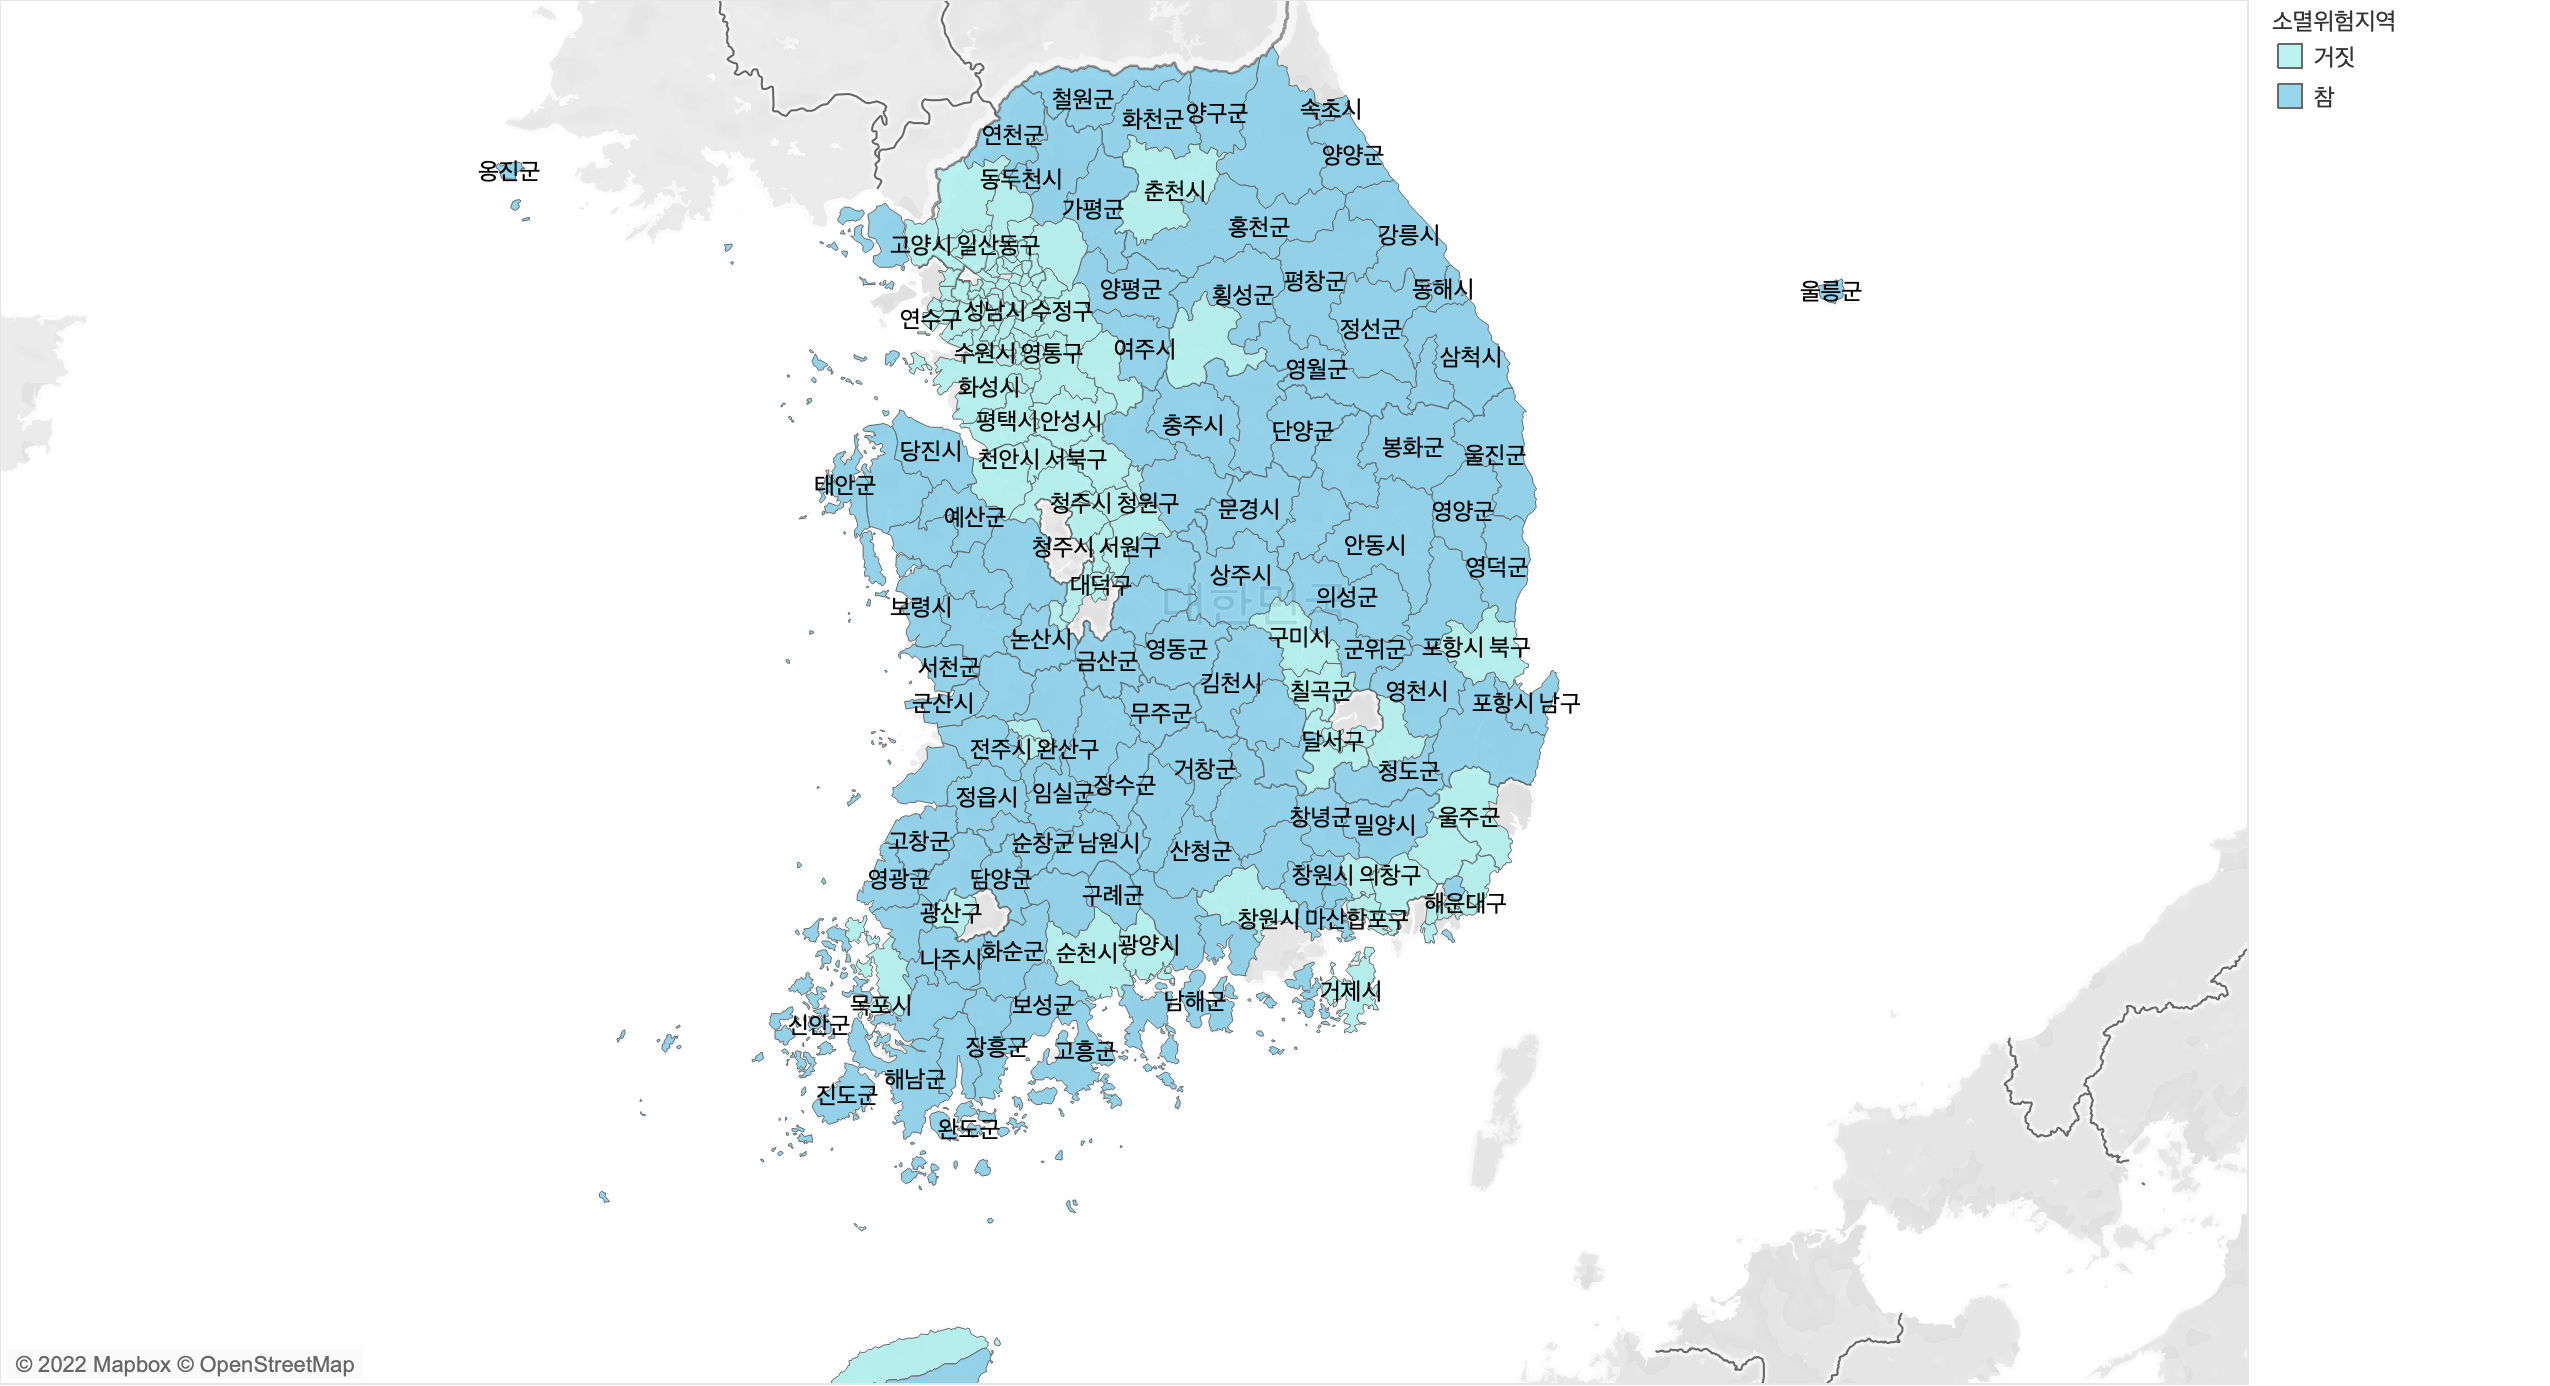 소멸위험지역
거짓
참
철원군
화천군
양구군
속초시
연천군
양양군
옹진군
동두천시
춘천시
가평군
홍천군
강릉시
고양시 일산동구
양평군
횡성군
평창군
동해시
울릉군
연수구
성남시 수정구
정선군
수원시 영통구
여주시
영월군
삼척시
화성시
평택시
안성시
충주시
단양군
봉화군
울진군
당진시
천안시 서북구
태안군
청주시 청원구
문경시
영양군
예산군
청주시 서원구
안동시
영덕군
대덕구
상주시
대한민국
의성군
보령시
논산시
구미시
영동군
군위군
포항시 북구
금산군
서천군
김천시
칠곡군
영천시
포항시 남구
군산시
무주군
전주시 완산구
달서구
거창군
청도군
정읍시
임실군
장수군
창녕군
밀양시
울주군
고창군
순창군
남원시
산청군
영광군
담양군
창원시 의창구
구례군
해운대구
광산구
창원시 마산합포구
나주시
화순군
순천시
광양시
거제시
목포시
보성군
남해군
신안군
장흥군
고흥군
해남군
진도군
완도군
© 2022 Mapbox © OpenStreetMap